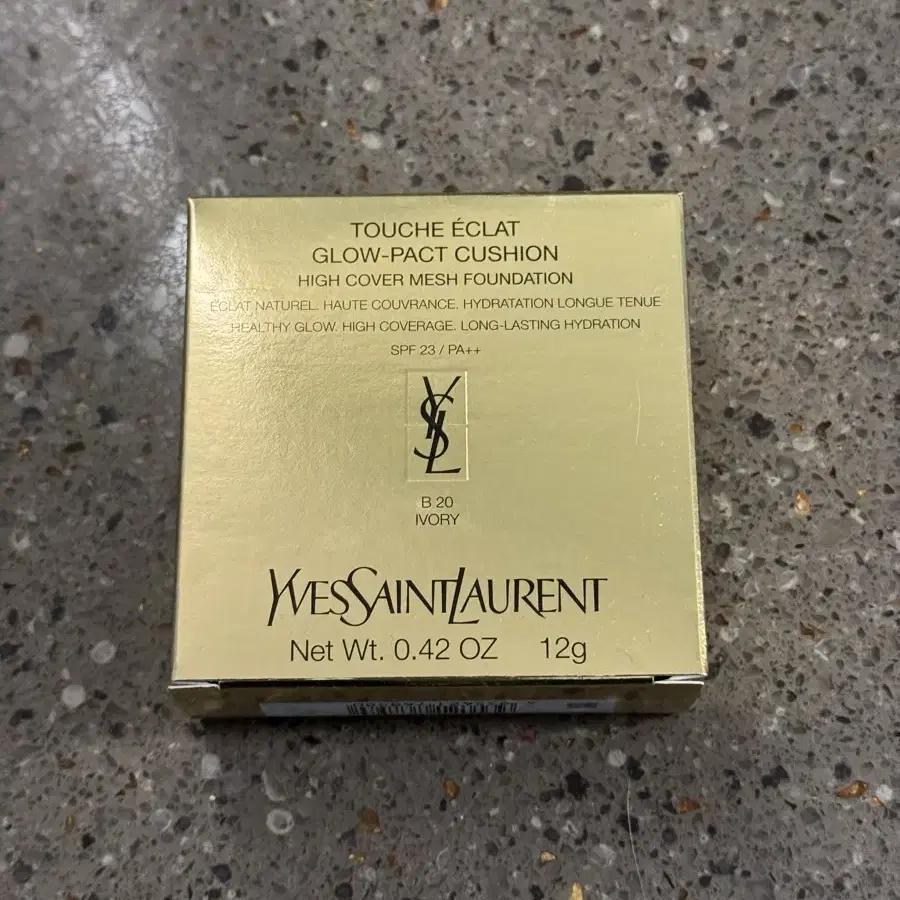 TOUCHE ÉCLAT
GLOW-PACT CUSHION
HIGH COVER MESH FOUNDATION
ÉCLAT NATUREL. HAUTE COUVRANCE. HYDRATATION LONGUE TENUE
HEALTHY GLOW. HIGH COVERAGE. LONG-LASTING HYDRATION
SPF 23 / PA++
YSL
B 20
IVORY
YVESSAINTLAURENT
Net Wt. 0.42 OZ 12g